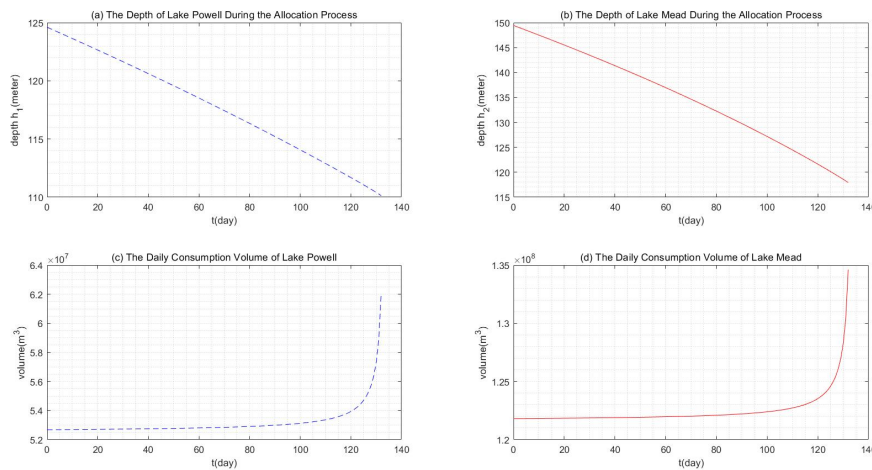 (a) The Depth of Lake Powell During the Allocation Process
125
120
115
110
depth h1(meter)
0 20 40 60 80 100 120 140
t(day)
(b) The Depth of Lake Mead During the Allocation Process
150
145
140
135
130
125
120
115
depth h2(meter)
0 20 40 60 80 100 120 140
t(day)
×10^7
(c) The Daily Consumption Volume of Lake Powell
6.4
6.2
6
5.8
5.6
5.4
5.2
volume(m^3)
0 20 40 60 80 100 120 140
t(day)
×10^8
(d) The Daily Consumption Volume of Lake Mead
1.35
1.3
1.25
1.2
volume(m^3)
0 20 40 60 80 100 120 140
t(day)